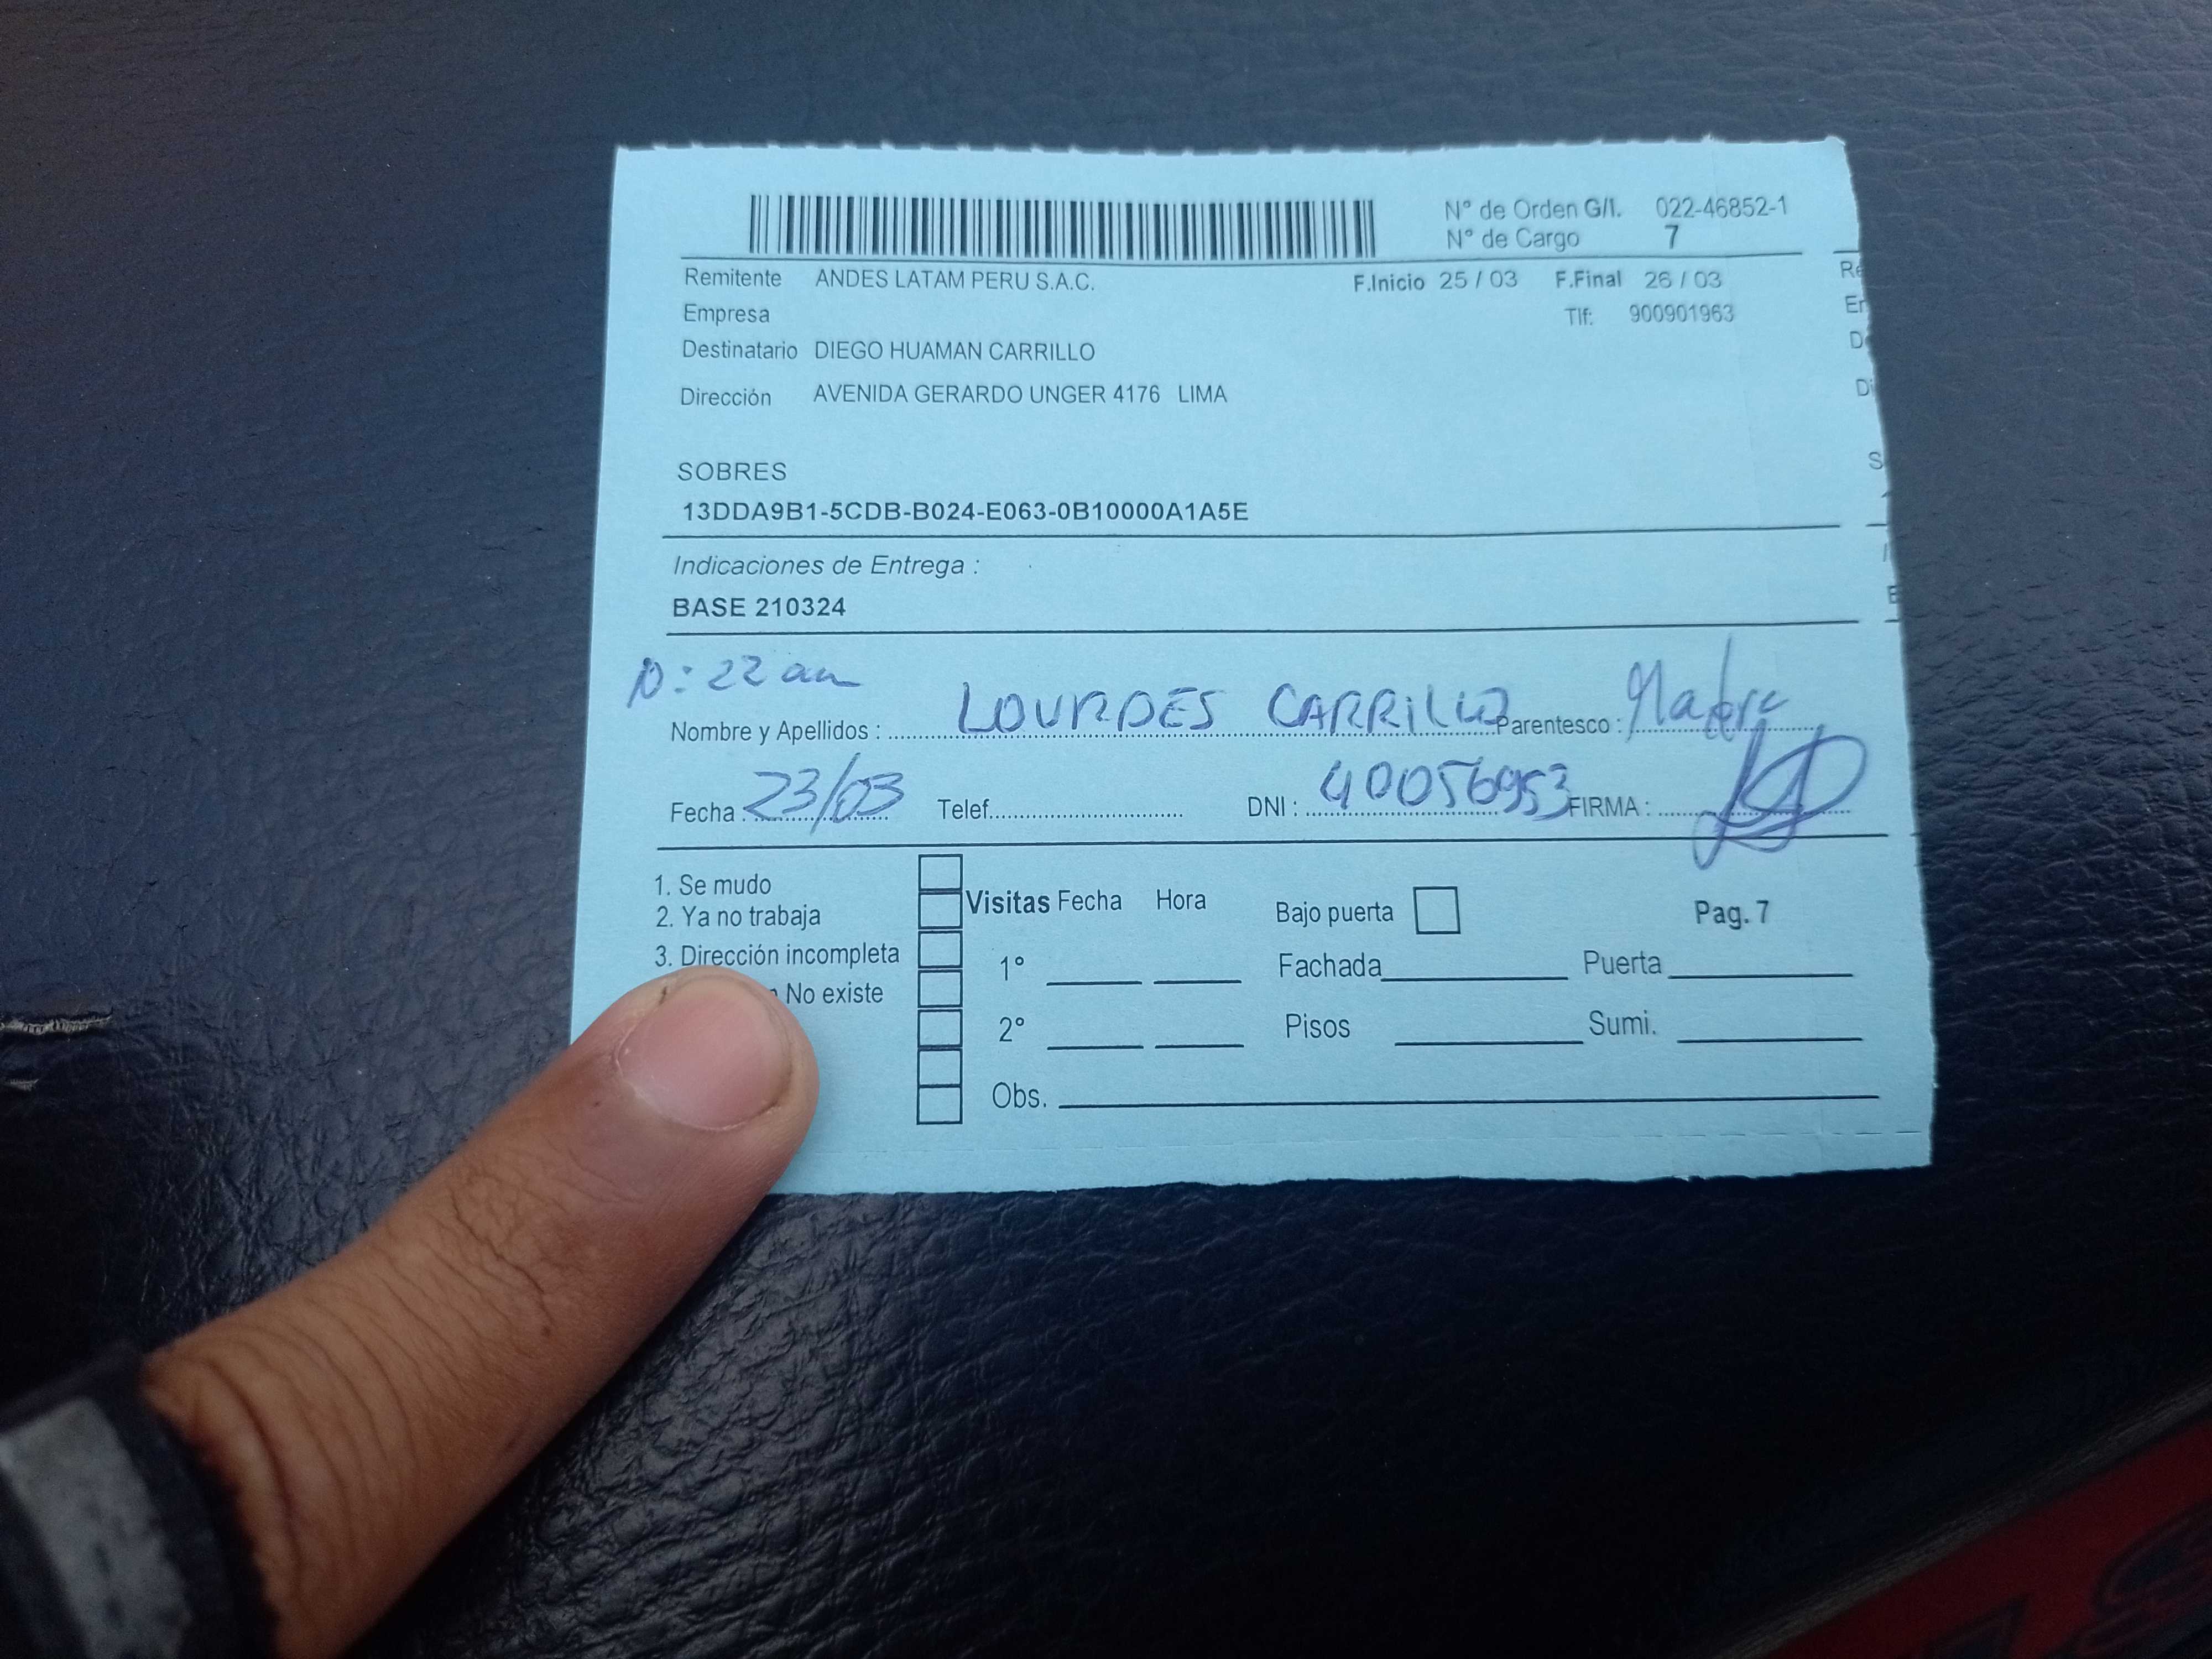 Nº de Orden G/I. 022-46852-1
Nº de Cargo 7
Remitente ANDES LATAM PERU S.A.C. F.Inicio 25 / 03 F.Final 26 / 03
Empresa Tlf: 900901963
Destinatario DIEGO HUAMAN CARRILLO
Dirección AVENIDA GERARDO UNGER 4176 LIMA
SOBRES
13DDA9B1-5CDB-B024-E063-0B10000A1A5E
Indicaciones de Entrega :
BASE 210324
10:22 am
Nombre y Apellidos : LOURDES CARRILLO Parentesco : Madre
Fecha : 23/03 Telef. DNI : 40056953 FIRMA :
1. Se mudo
2. Ya no trabaja
3. Dirección incompleta
No existe
Visitas Fecha Hora Bajo puerta Pag. 7
1° Fachada Puerta
2° Pisos Sumi.
Obs.